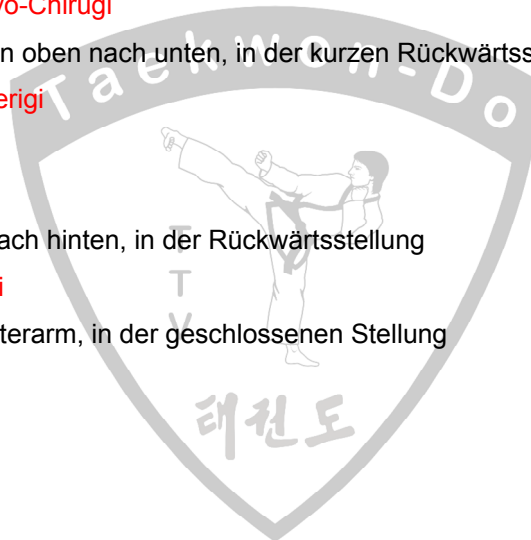 vo-Chirugi
n oben nach unten, in der kurzen Rückwärtss
Taekwon-Do
erigi
ach hinten, in der Rückwärtsstellung
T
i
T
terarm, in der geschlossenen Stellung
V
태권도